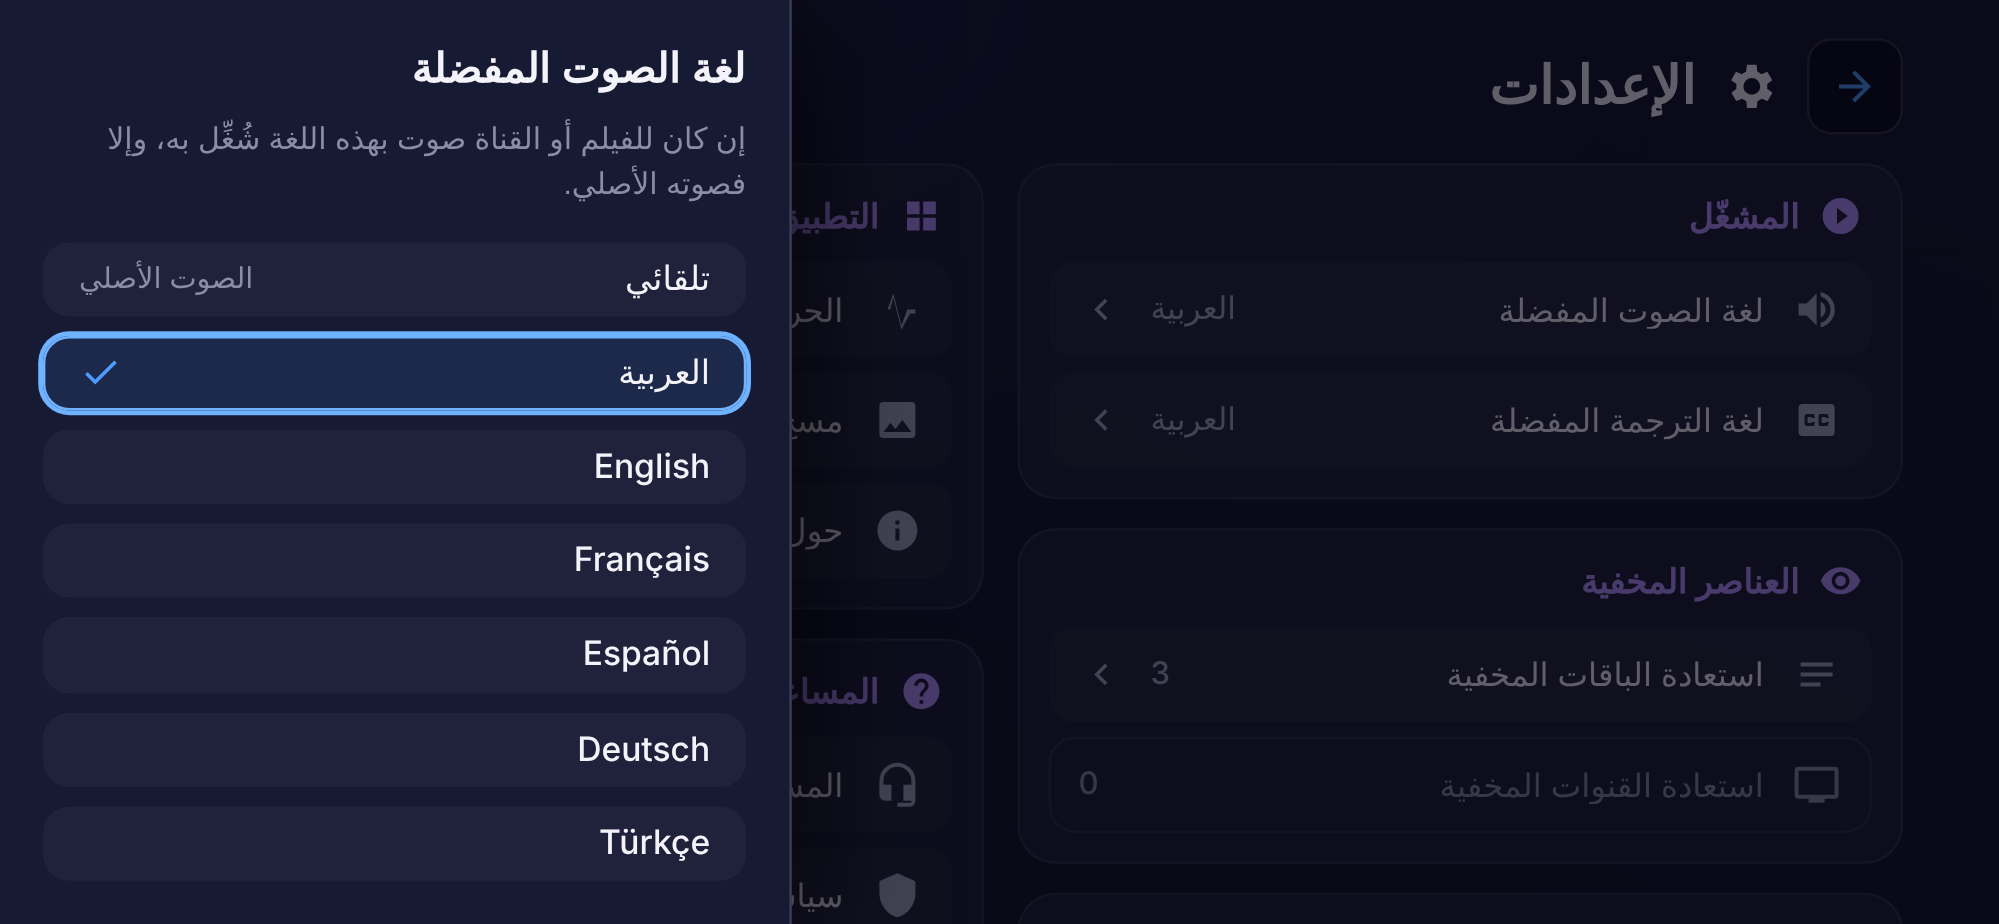 لغة الصوت المفضلة
إن كان للفيلم أو القناة صوت بهذه اللغة شُغِّل به، وإلا
فصوته الأصلي.
تلقائي الصوت الأصلي
العربية
English
Français
Español
Deutsch
Türkçe
الإعدادات
المشغّل
لغة الصوت المفضلة العربية
لغة الترجمة المفضلة العربية
CC
العناصر المخفية
استعادة الباقات المخفية 3
استعادة القنوات المخفية 0
حول